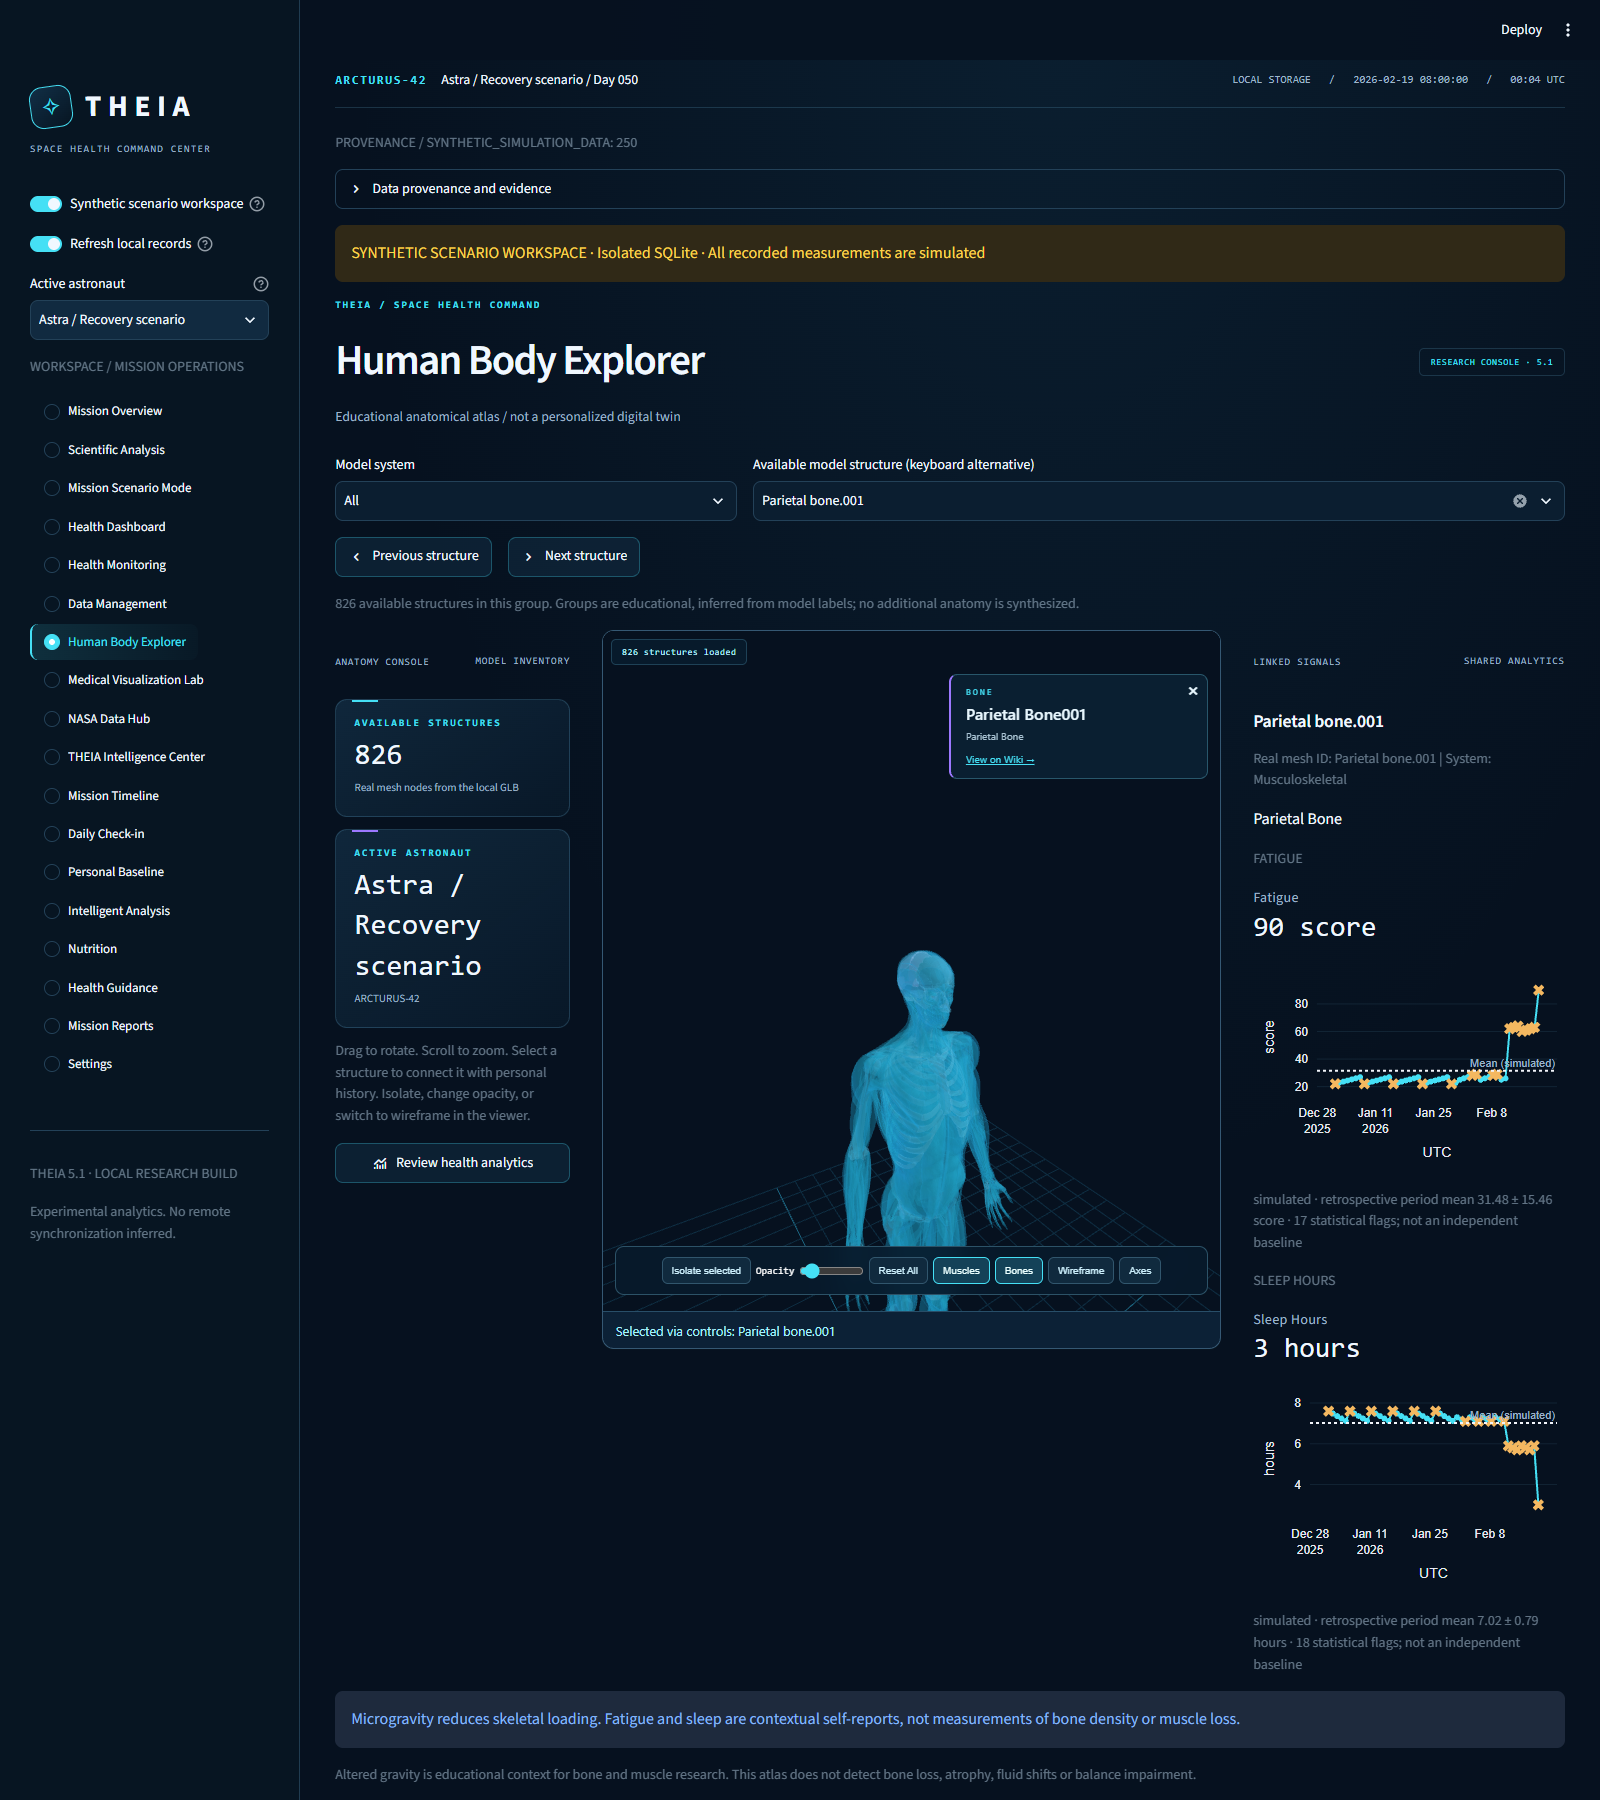 Deploy
THEIA
SPACE HEALTH COMMAND CENTER
Synthetic scenario workspace
Refresh local records
Active astronaut
Astra / Recovery scenario
WORKSPACE / MISSION OPERATIONS
Mission Overview
Scientific Analysis
Mission Scenario Mode
Health Dashboard
Health Monitoring
Data Management
Human Body Explorer
Medical Visualization Lab
NASA Data Hub
THEIA Intelligence Center
Mission Timeline
Daily Check-in
Personal Baseline
Intelligent Analysis
Nutrition
Health Guidance
Mission Reports
Settings
THEIA 5.1 · LOCAL RESEARCH BUILD
Experimental analytics. No remote
synchronization inferred.
ARCTURUS-42 Astra / Recovery scenario / Day 050
LOCAL STORAGE / 2026-02-19 08:00:00 / 00:04 UTC
PROVENANCE / SYNTHETIC_SIMULATION_DATA: 250
Data provenance and evidence
SYNTHETIC SCENARIO WORKSPACE · Isolated SQLite · All recorded measurements are simulated
THEIA / SPACE HEALTH COMMAND
Human Body Explorer
RESEARCH CONSOLE · 5.1
Educational anatomical atlas / not a personalized digital twin
Model system
All
Available model structure (keyboard alternative)
Parietal bone.001
Previous structure
Next structure
826 available structures in this group. Groups are educational, inferred from model labels; no additional anatomy is synthesized.
ANATOMY CONSOLE MODEL INVENTORY
AVAILABLE STRUCTURES
826
Real mesh nodes from the local GLB
ACTIVE ASTRONAUT
Astra /
Recovery
scenario
ARCTURUS-42
Drag to rotate. Scroll to zoom. Select a
structure to connect it with personal
history. Isolate, change opacity, or
switch to wireframe in the viewer.
Review health analytics
826 structures loaded
BONE
Parietal Bone001
Parietal Bone
View on Wiki →
Isolate selected Opacity Reset All Muscles Bones Wireframe Axes
Selected via controls: Parietal bone.001
LINKED SIGNALS SHARED ANALYTICS
Parietal bone.001
Real mesh ID: Parietal bone.001 | System:
Musculoskeletal
Parietal Bone
FATIGUE
Fatigue
90 score
80
60
40
20
score
Mean (simulated)
Dec 28 Jan 11 Jan 25 Feb 8
2025 2026
UTC
simulated · retrospective period mean 31.48 ± 15.46
score · 17 statistical flags; not an independent
baseline
SLEEP HOURS
Sleep Hours
3 hours
8
6
4
hours
Mean (simulated)
Dec 28 Jan 11 Jan 25 Feb 8
2025 2026
UTC
simulated · retrospective period mean 7.02 ± 0.79
hours · 18 statistical flags; not an independent
baseline
Microgravity reduces skeletal loading. Fatigue and sleep are contextual self-reports, not measurements of bone density or muscle loss.
Altered gravity is educational context for bone and muscle research. This atlas does not detect bone loss, atrophy, fluid shifts or balance impairment.